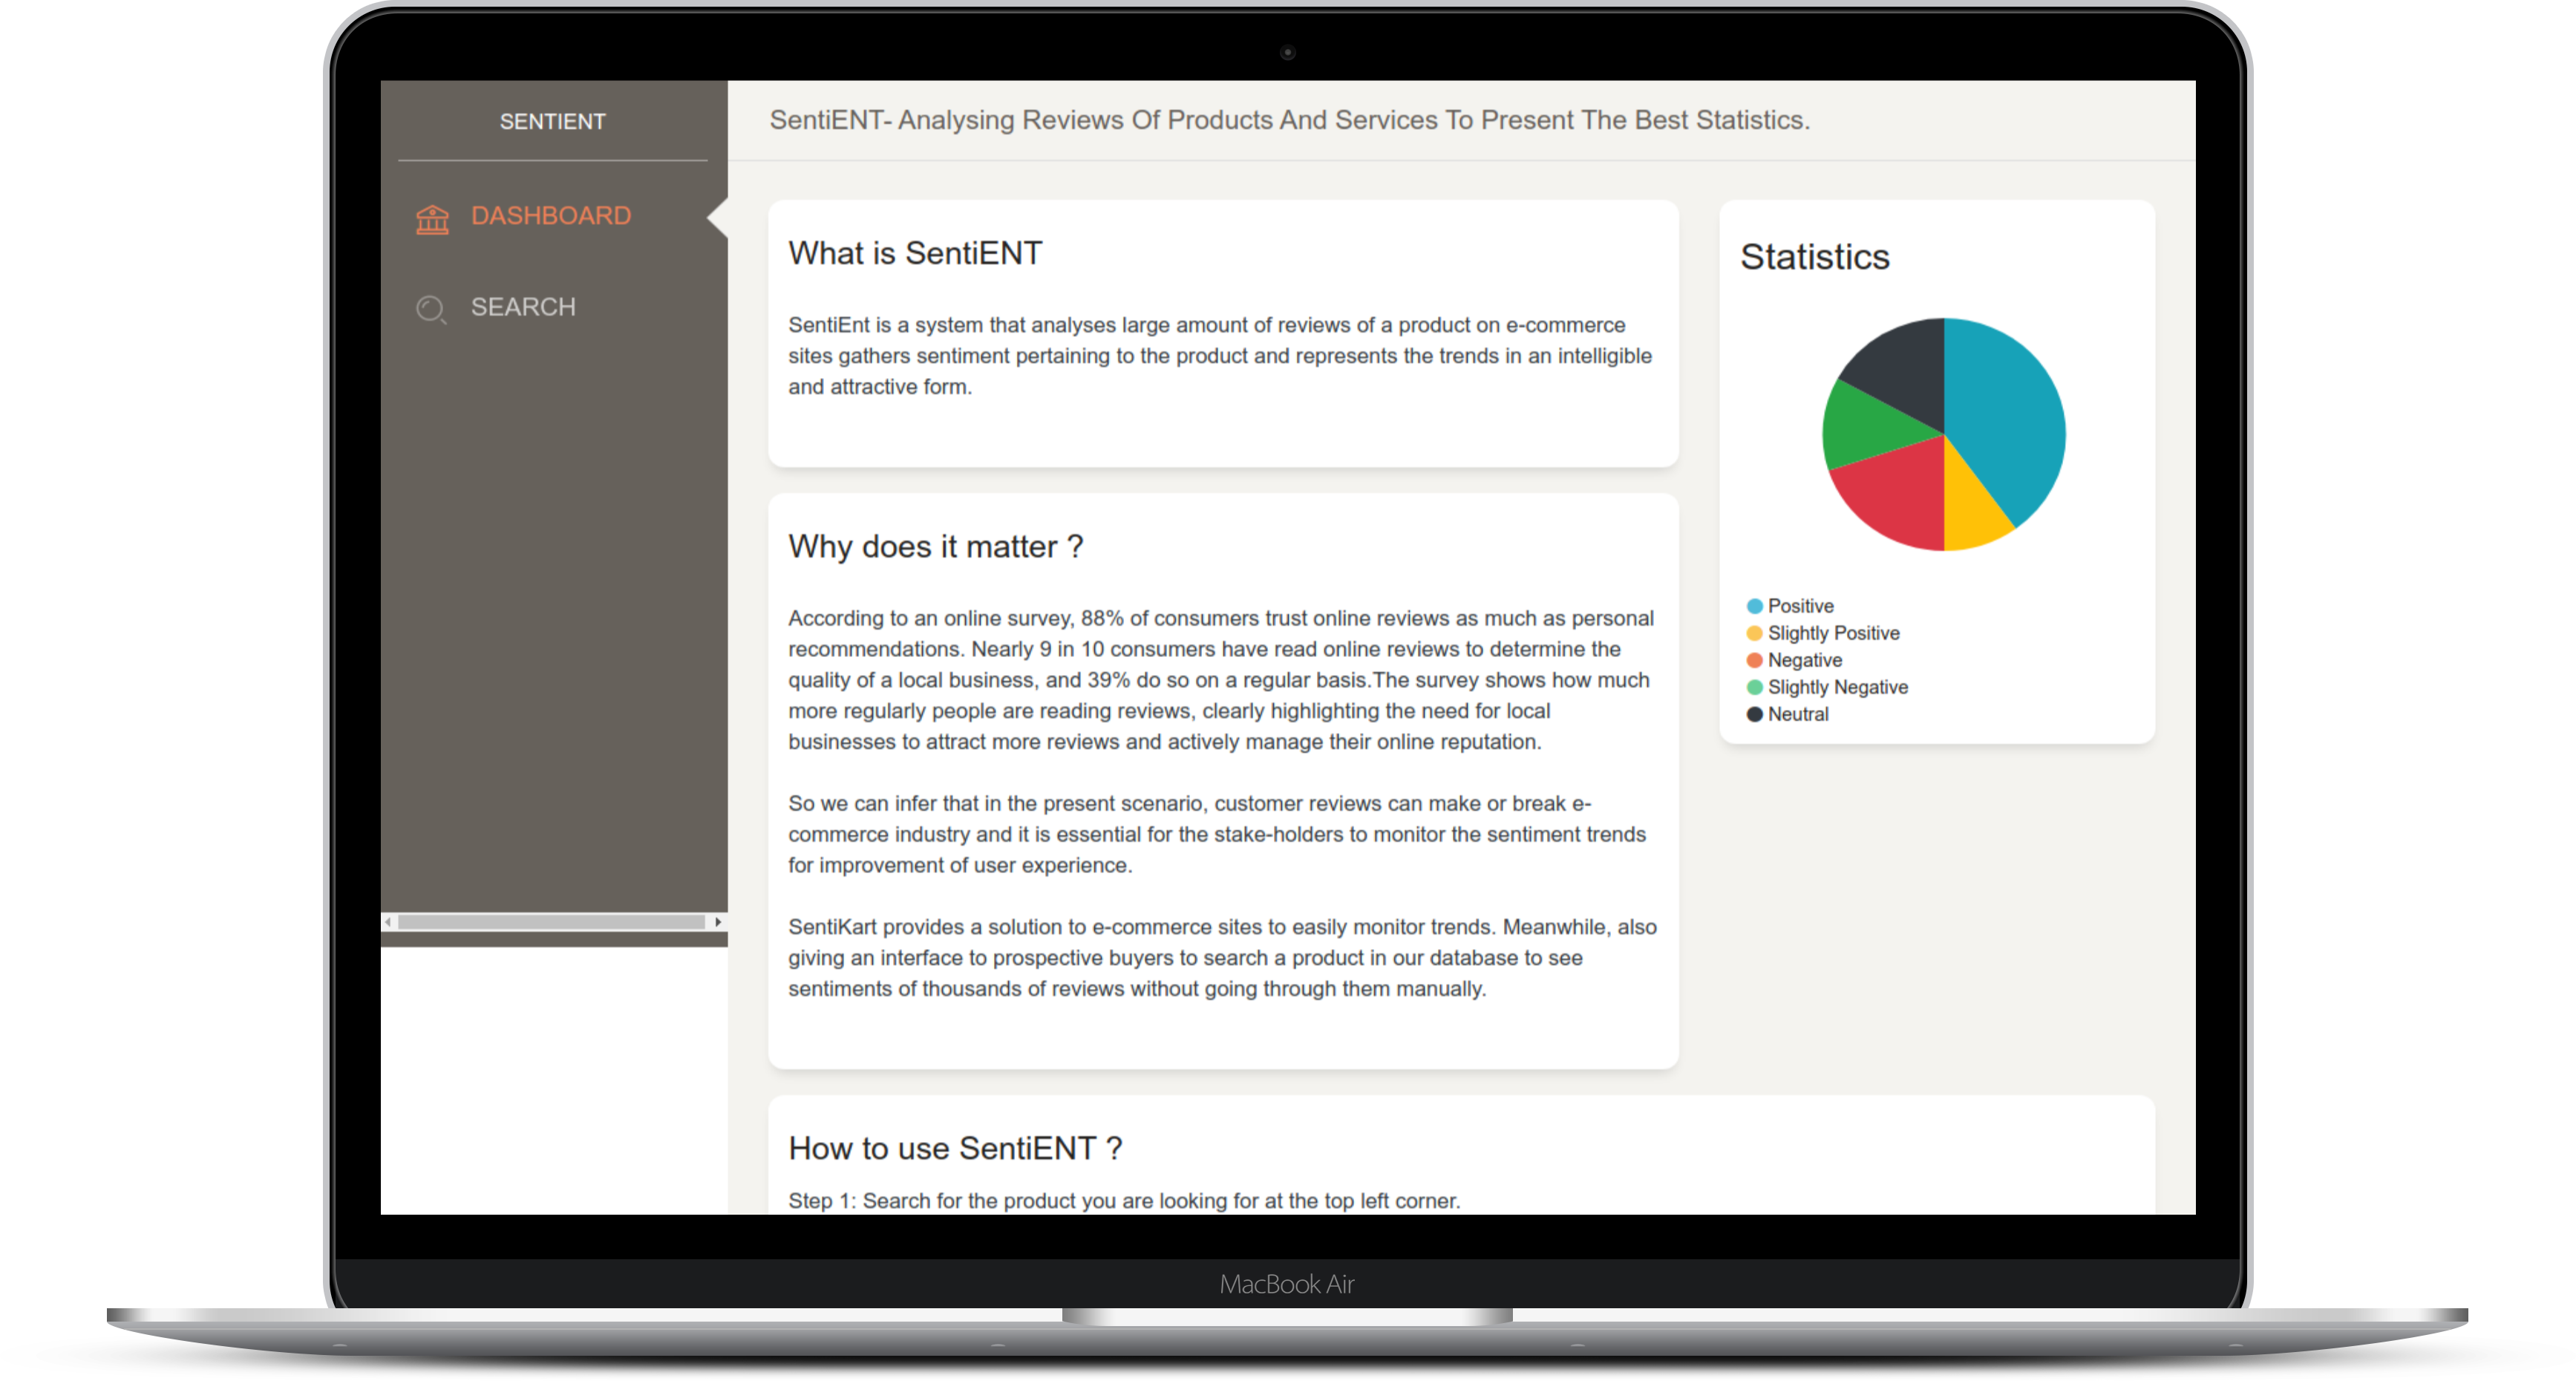 SENTIENT
DASHBOARD
SEARCH
SentiENT- Analysing Reviews Of Products And Services To Present The Best Statistics.
What is SentiENT
SentiEnt is a system that analyses large amount of reviews of a product on e-commerce
sites gathers sentiment pertaining to the product and represents the trends in an intelligible
and attractive form.
Why does it matter ?
According to an online survey, 88% of consumers trust online reviews as much as personal
recommendations. Nearly 9 in 10 consumers have read online reviews to determine the
quality of a local business, and 39% do so on a regular basis.The survey shows how much
more regularly people are reading reviews, clearly highlighting the need for local
businesses to attract more reviews and actively manage their online reputation.
So we can infer that in the present scenario, customer reviews can make or break e-
commerce industry and it is essential for the stake-holders to monitor the sentiment trends
for improvement of user experience.
SentiKart provides a solution to e-commerce sites to easily monitor trends. Meanwhile, also
giving an interface to prospective buyers to search a product in our database to see
sentiments of thousands of reviews without going through them manually.
Statistics
Positive
Slightly Positive
Negative
Slightly Negative
Neutral
How to use SentiENT ?
Step 1: Search for the product you are looking for at the top left corner.
MacBook Air